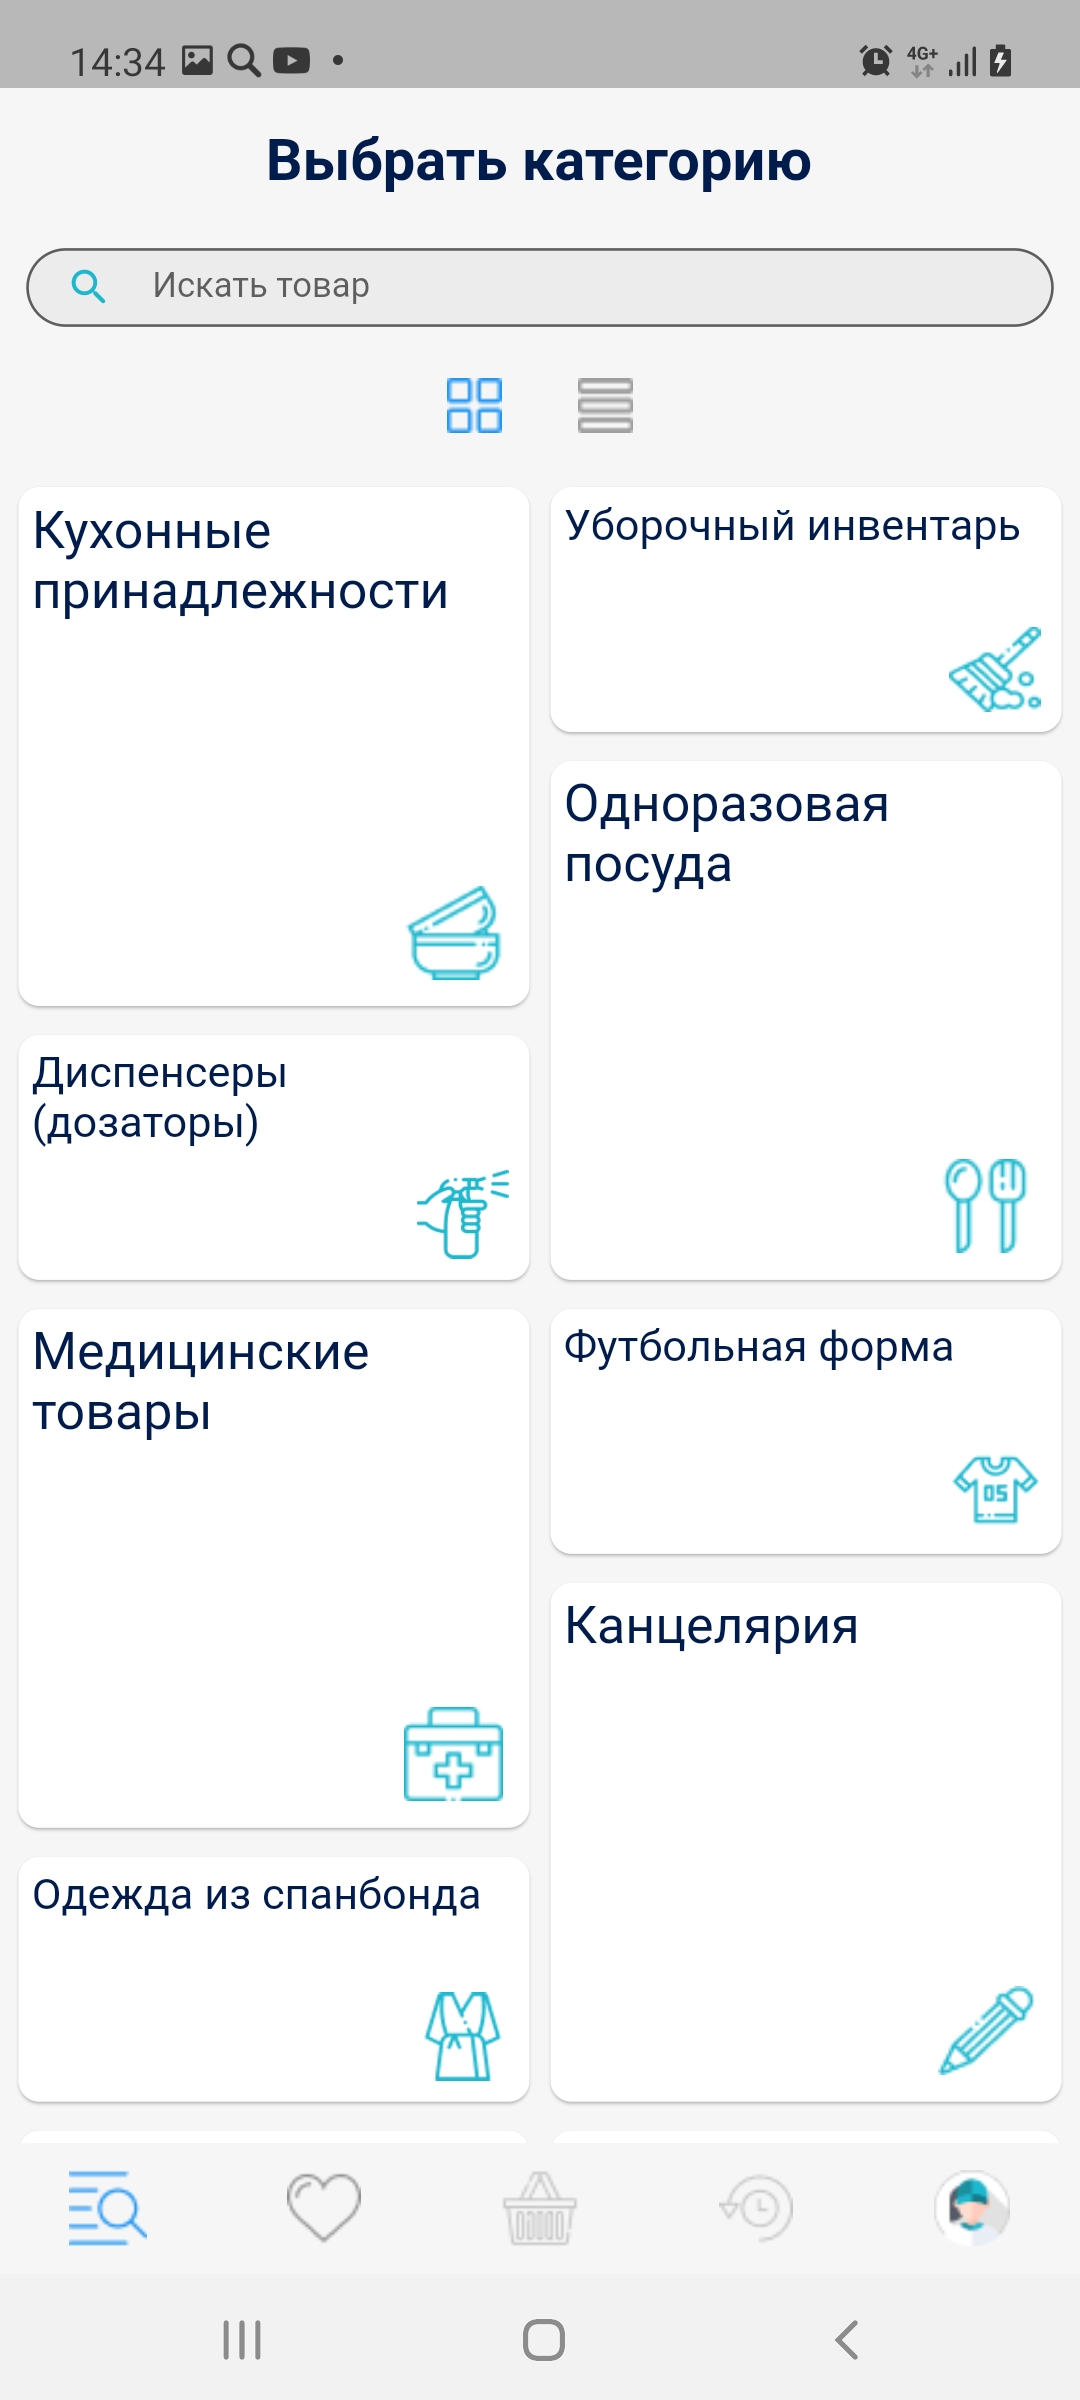 14:34
4G+
Выбрать категорию
Искать товар
Кухонные
принадлежности
Уборочный инвентарь
Одноразовая
посуда
Диспенсеры
(дозаторы)
Медицинские
товары
Футбольная форма
05
Канцелярия
Одежда из спанбонда